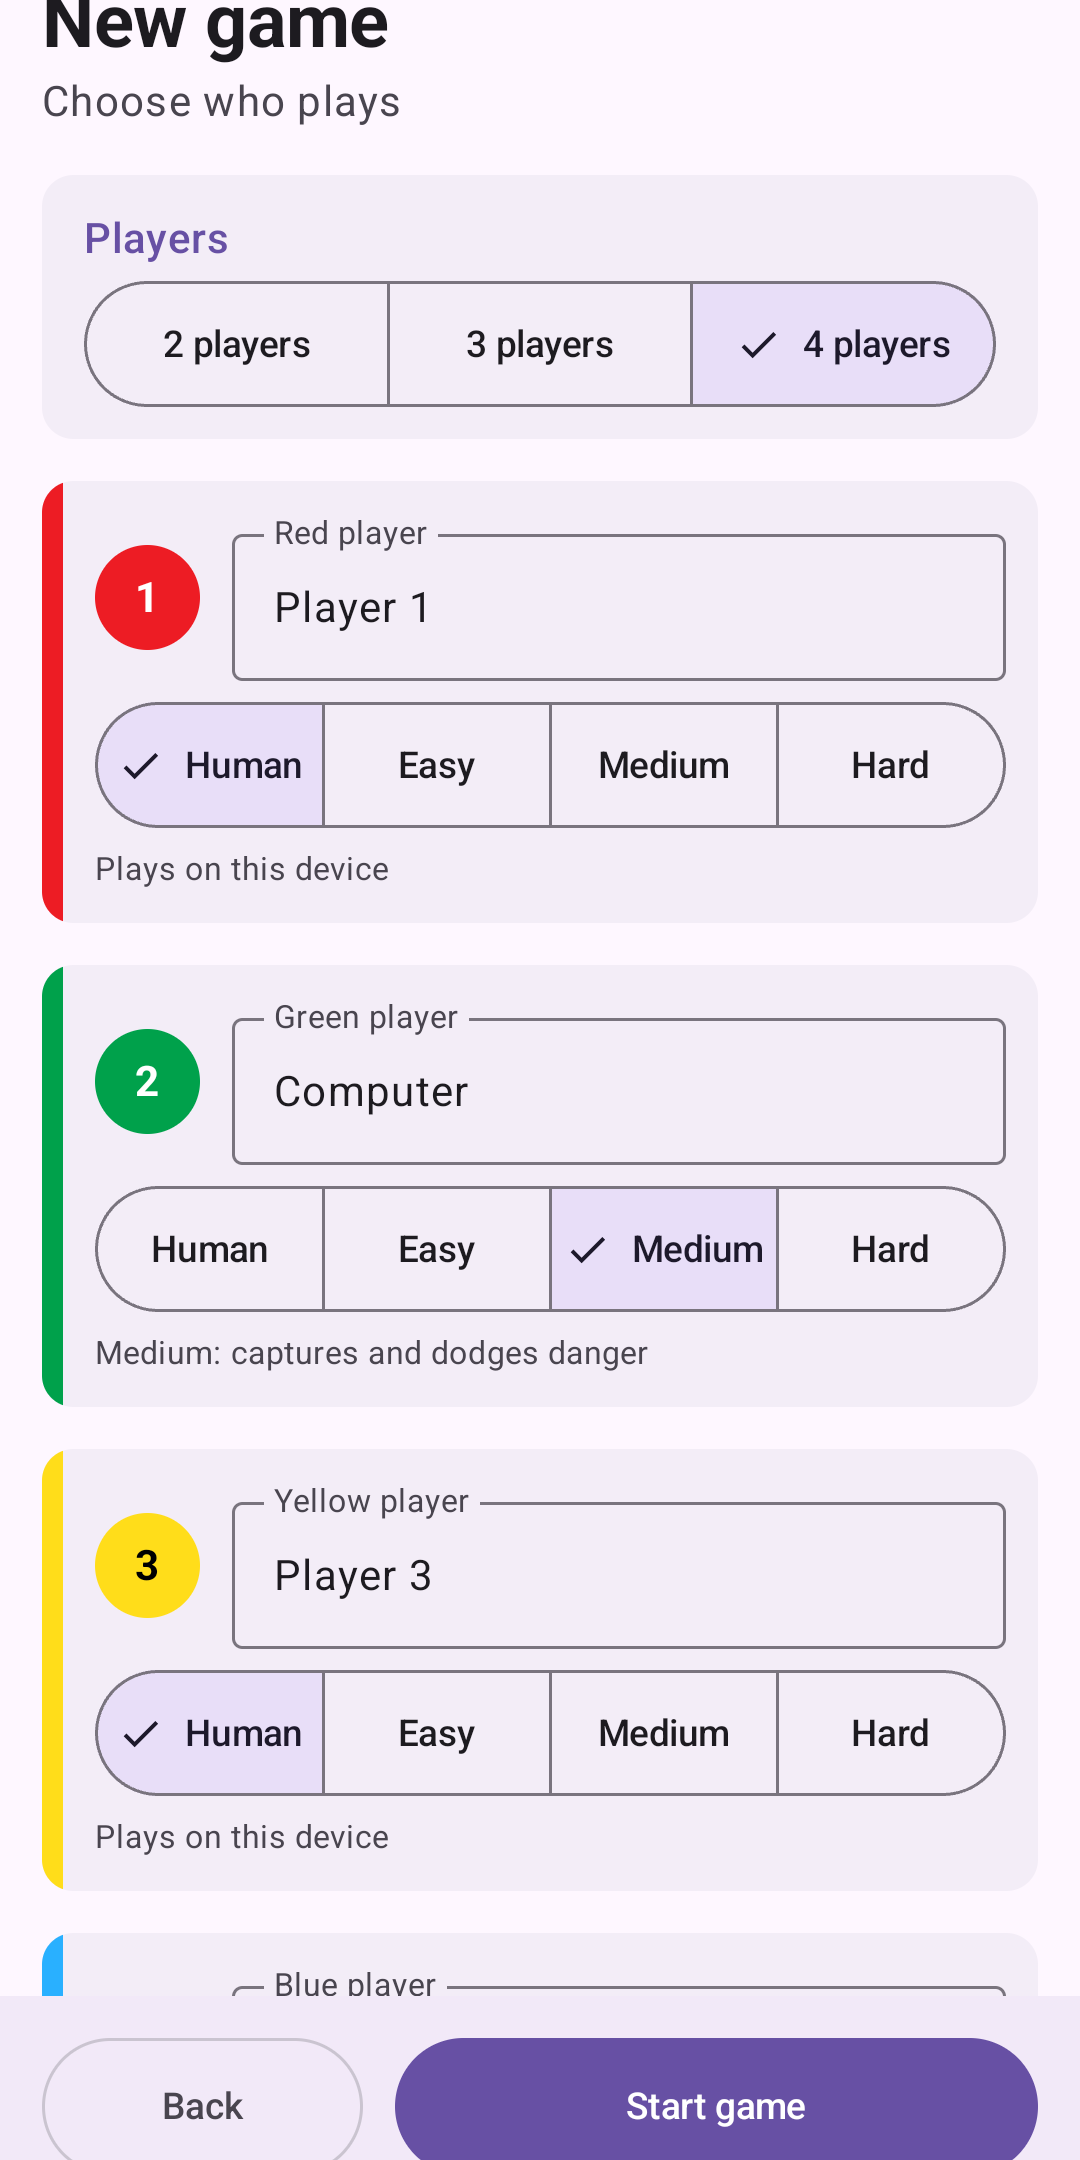 New game
Choose who plays
Players
2 players
3 players
4 players
Red player
1
Player 1
Human
Easy
Medium
Hard
Plays on this device
Green player
2
Computer
Human
Easy
Medium
Hard
Medium: captures and dodges danger
Yellow player
3
Player 3
Human
Easy
Medium
Hard
Plays on this device
Blue player
Back
Start game